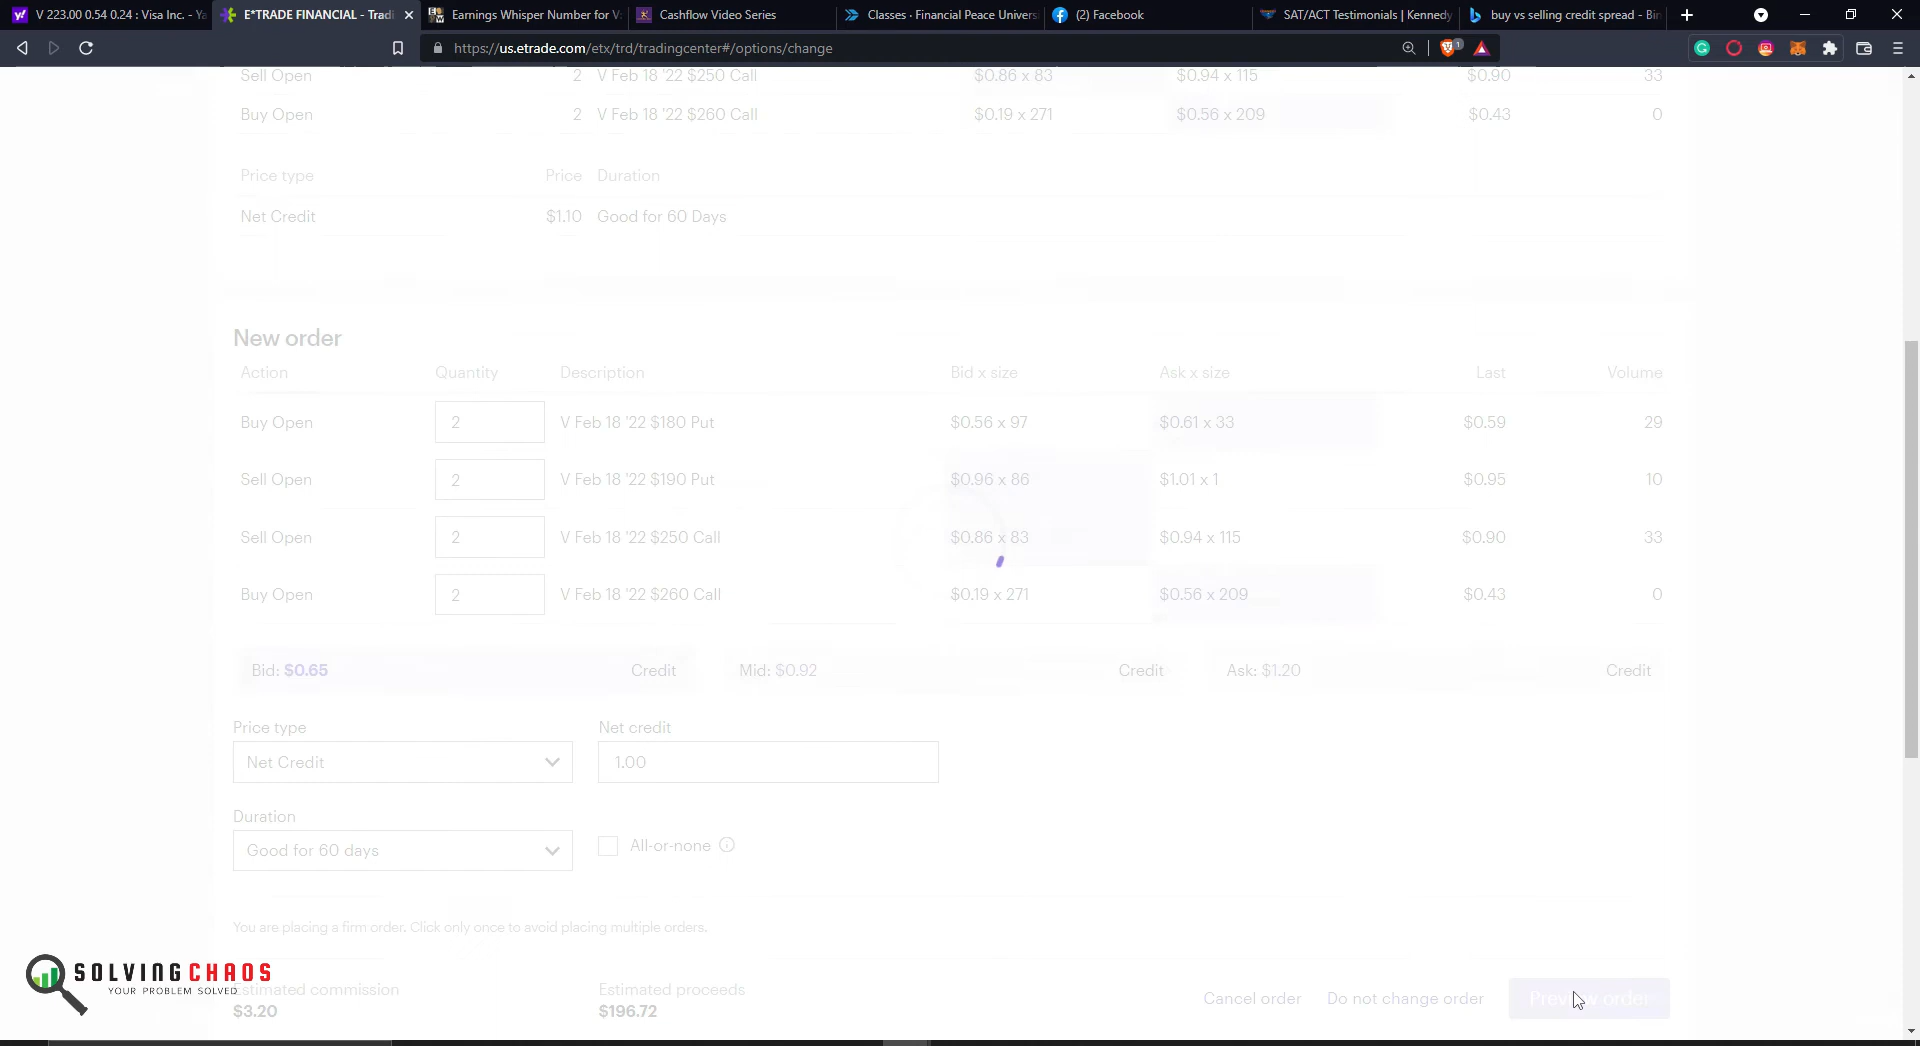 V 223.00 0.54 0.24 : Visa Inc. - Ya
E*TRADE FINANCIAL - Tradi
Earnings Whisper Number for V
Cashflow Video Series
Classes · Financial Peace Univers
(2) Facebook
SAT/ACT Testimonials | Kennedy
buy vs selling credit spread - Bin
https://us.etrade.com/etx/trd/tradingcenter#/options/change
1
Sell Open 2 V Feb 18 '22 $250 Call $0.86 x 83 $0.94 x 115 $0.90 33
Buy Open 2 V Feb 18 '22 $260 Call $0.19 x 271 $0.56 x 209 $0.43 0
Price type Price Duration
Net Credit $1.10 Good for 60 Days
New order
Action Quantity Description Bid x size Ask x size Last Volume
Buy Open 2 V Feb 18 '22 $180 Put $0.56 x 97 $0.61 x 33 $0.59 29
Sell Open 2 V Feb 18 '22 $190 Put $0.96 x 86 $1.01 x 1 $0.95 10
Sell Open 2 V Feb 18 '22 $250 Call $0.86 x 83 $0.94 x 115 $0.90 33
Buy Open 2 V Feb 18 '22 $260 Call $0.19 x 271 $0.56 x 209 $0.43 0
Bid: $0.65 Credit Mid: $0.92 Credit Ask: $1.20 Credit
Price type Net credit
Net Credit 1.00
Duration
Good for 60 days All-or-none
You are placing a firm order. Click only once to avoid placing multiple orders.
SOLVING CHAOS
YOUR PROBLEM SOLVED
Estimated commission Estimated proceeds
$3.20 $196.72
Cancel order Do not change order Preview order